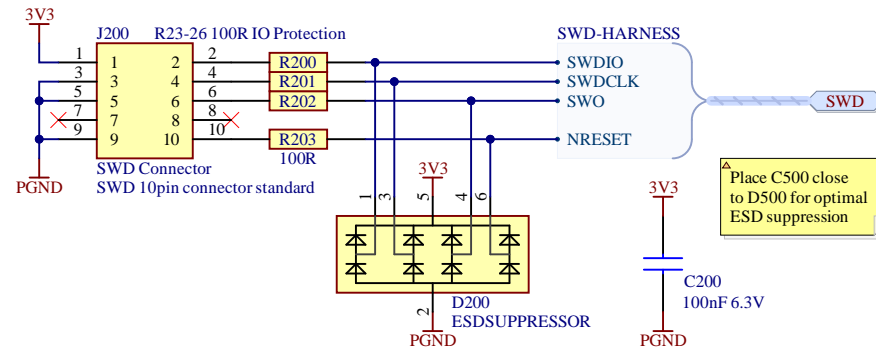 3V3
J200
R23-26 100R IO Protection
SWD-HARNESS
1 1 2 2
3 3 4 4
5 5 6 6
7 7 8 8
9 9 10 10
R200
R201
R202
R203
100R
SWDIO
SWDCLK
SWO
NRESET
SWD
PGND
SWD Connector
SWD 10pin connector standard
3V3
1 3 5 4 6
2
D200
ESDSUPPRESSOR
PGND
3V3
C200
100nF 6.3V
PGND
Place C500 close
to D500 for optimal
ESD suppression